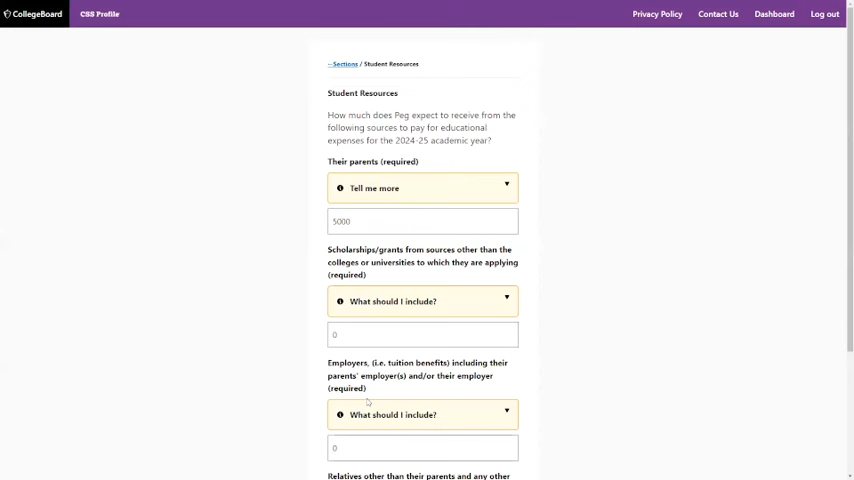 CollegeBoard CSS Profile Privacy Policy Contact Us Dashboard Log out
←Sections / Student Resources
Student Resources
How much does Peg expect to receive from the
following sources to pay for educational
expenses for the 2024-25 academic year?
Their parents (required)
Tell me more
5000
Scholarships/grants from sources other than the
colleges or universities to which they are applying
(required)
What should I include?
0
Employers, (i.e. tuition benefits) including their
parents' employer(s) and/or their employer
(required)
What should I include?
0
Relatives other than their parents and any other